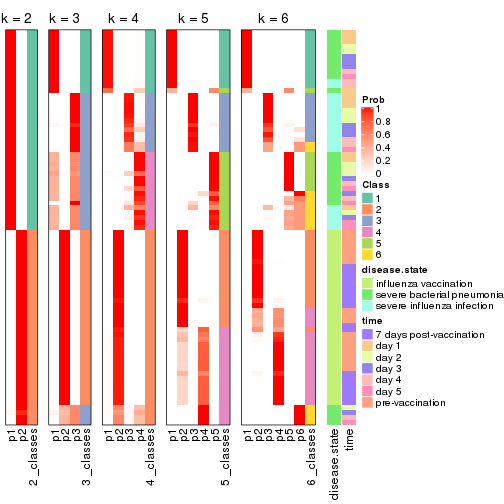 k = 2
k = 3
k = 4
k = 5
k = 6
Prob
1
0.8
0.6
0.4
0.2
0
Class
1
2
3
4
5
6
disease.state
influenza vaccination
severe bacterial pneumonia
severe influenza infection
time
7 days post-vaccination
day 1
day 2
day 3
day 4
day 5
pre-vaccination
p1
p2
2_classes
p1
p2
p3
3_classes
p1
p2
p3
p4
4_classes
p1
p2
p3
p4
p5
5_classes
p1
p2
p3
p4
p5
p6
6_classes
disease.state
time